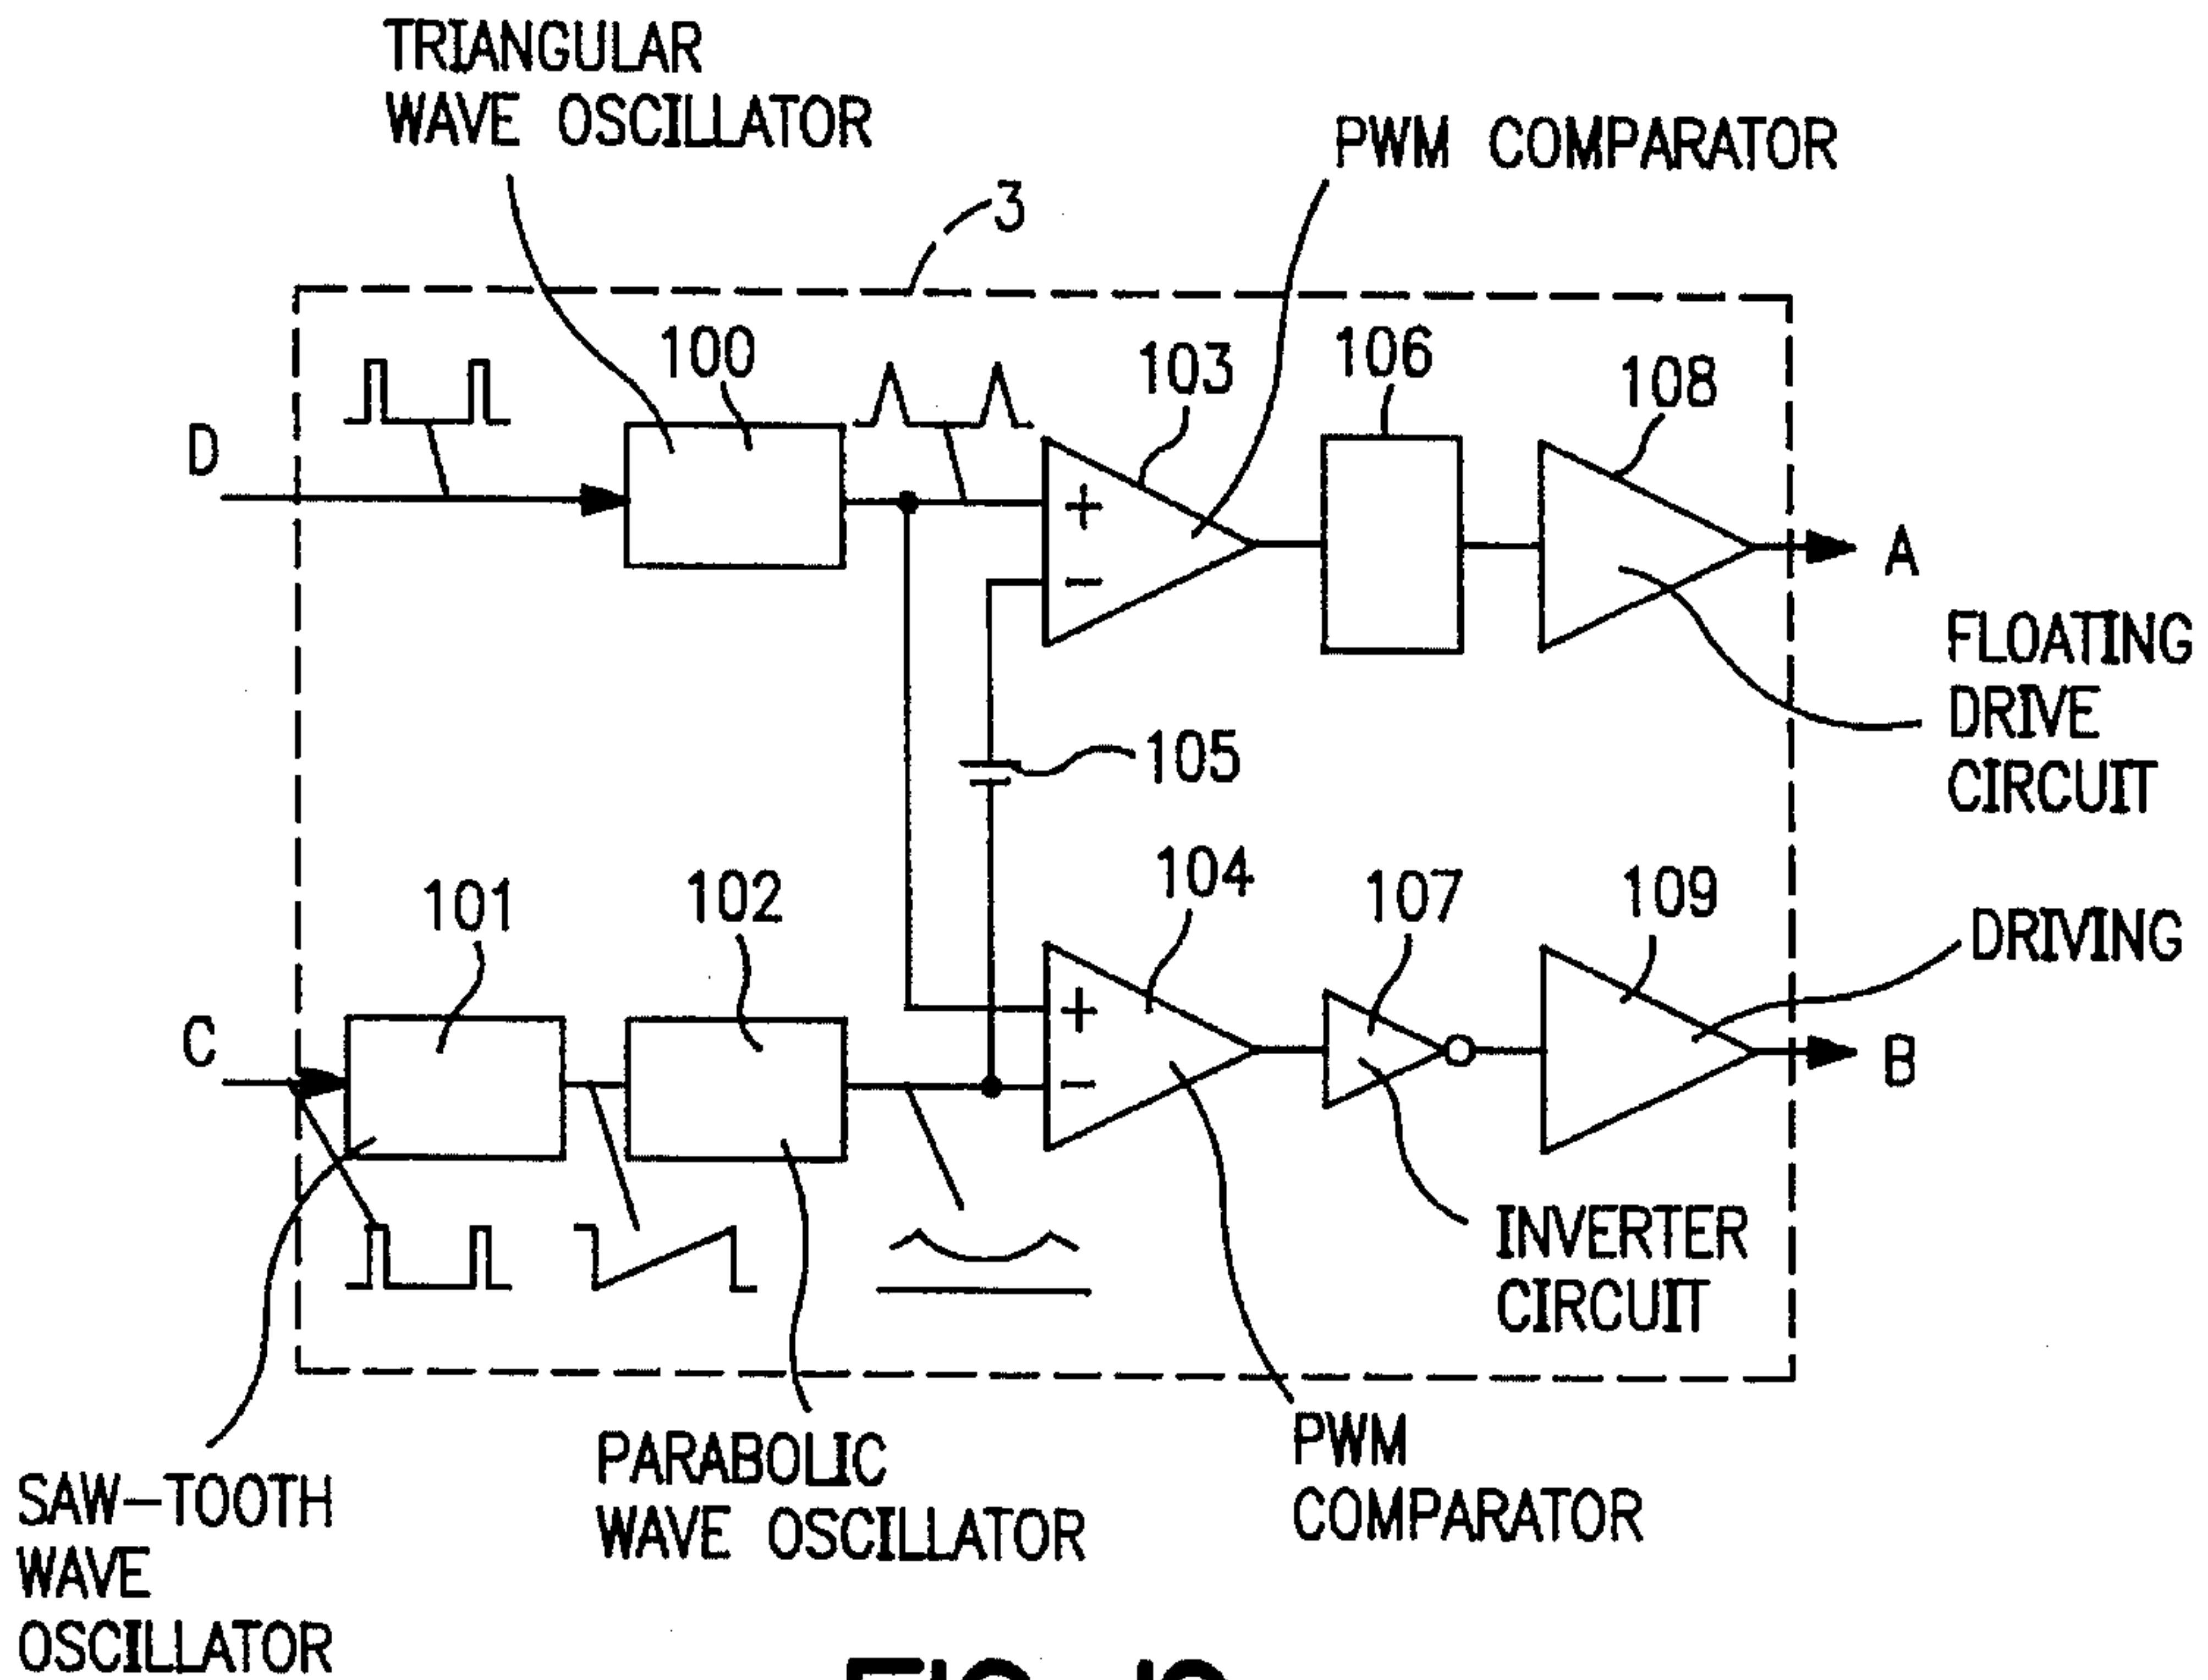 TRIANGULAR
WAVE OSCILLATOR
PWM COMPARATOR
3
100
103
106
108
D
+
−
A
FLOATING
DRIVE
CIRCUIT
105
101
102
104
107
109
DRIVING
C
+
−
B
INVERTER
CIRCUIT
SAW-TOOTH
WAVE
OSCILLATOR
PARABOLIC
WAVE OSCILLATOR
PWM
COMPARATOR